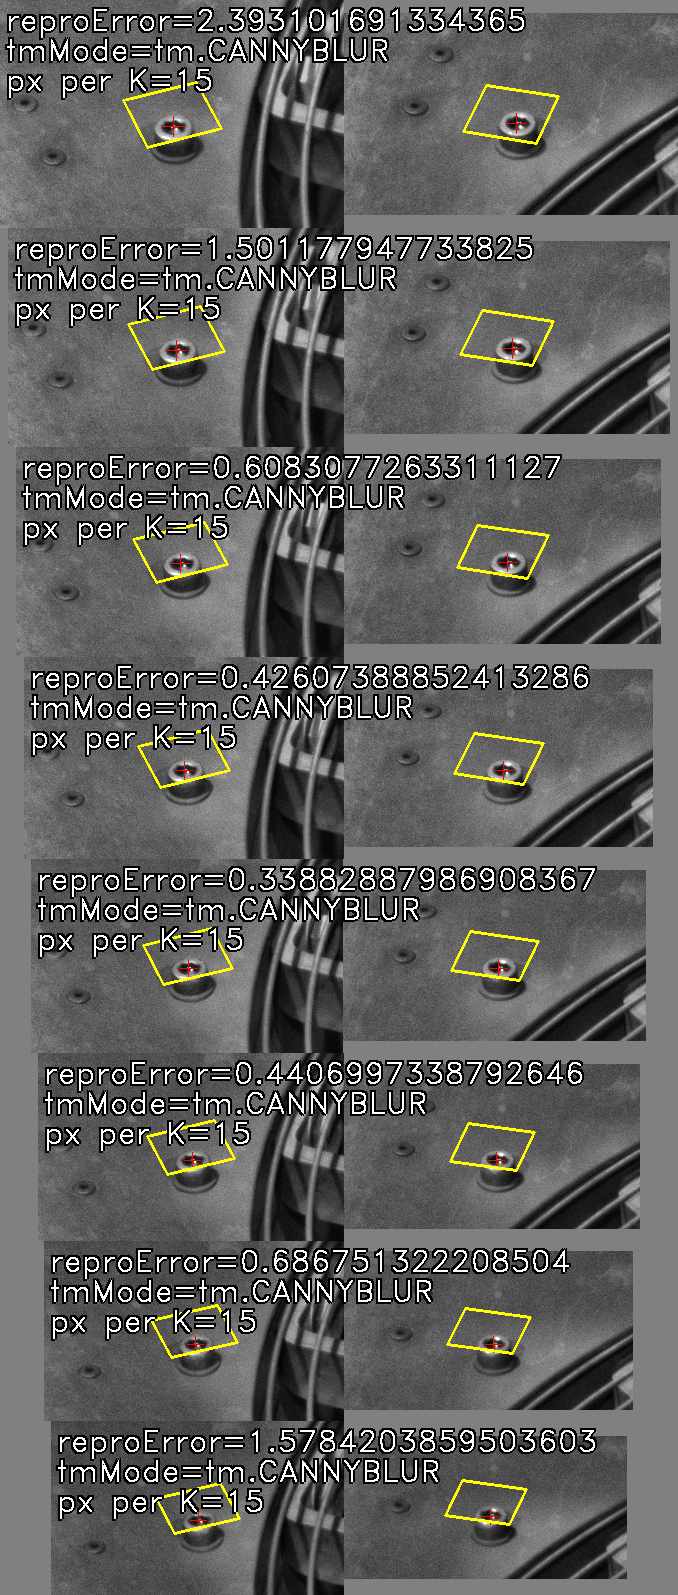 reproError=2.393101691334365
tmMode=tm.CANNYBLUR
px per K=15
reproError=1.501177947733825
tmMode=tm.CANNYBLUR
px per K=15
reproError=0.6083077263311127
tmMode=tm.CANNYBLUR
px per K=15
reproError=0.42607388852413286
tmMode=tm.CANNYBLUR
px per K=15
reproError=0.33882887986908367
tmMode=tm.CANNYBLUR
px per K=15
reproError=0.4406997338792646
tmMode=tm.CANNYBLUR
px per K=15
reproError=0.686751322208504
tmMode=tm.CANNYBLUR
px per K=15
reproError=1.5784203859503603
tmMode=tm.CANNYBLUR
px per K=15